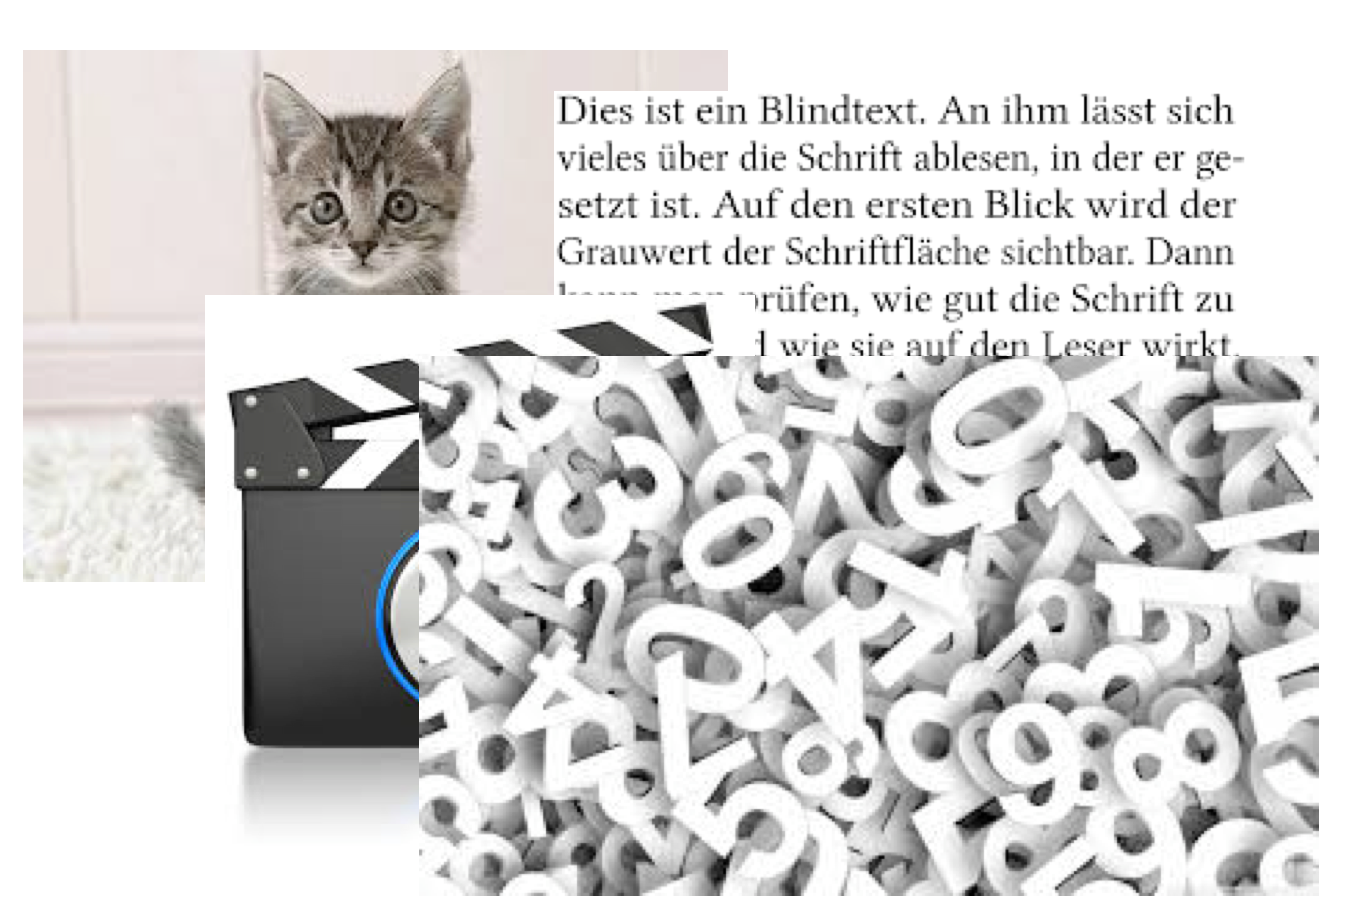 Dies ist ein Blindtext. An ihm lässt sich
vieles über die Schrift ablesen, in der er ge-
setzt ist. Auf den ersten Blick wird der
Grauwert der Schriftfläche sichtbar. Dann
kann man prüfen, wie gut die Schrift zu
wie sie auf den Leser wirkt.